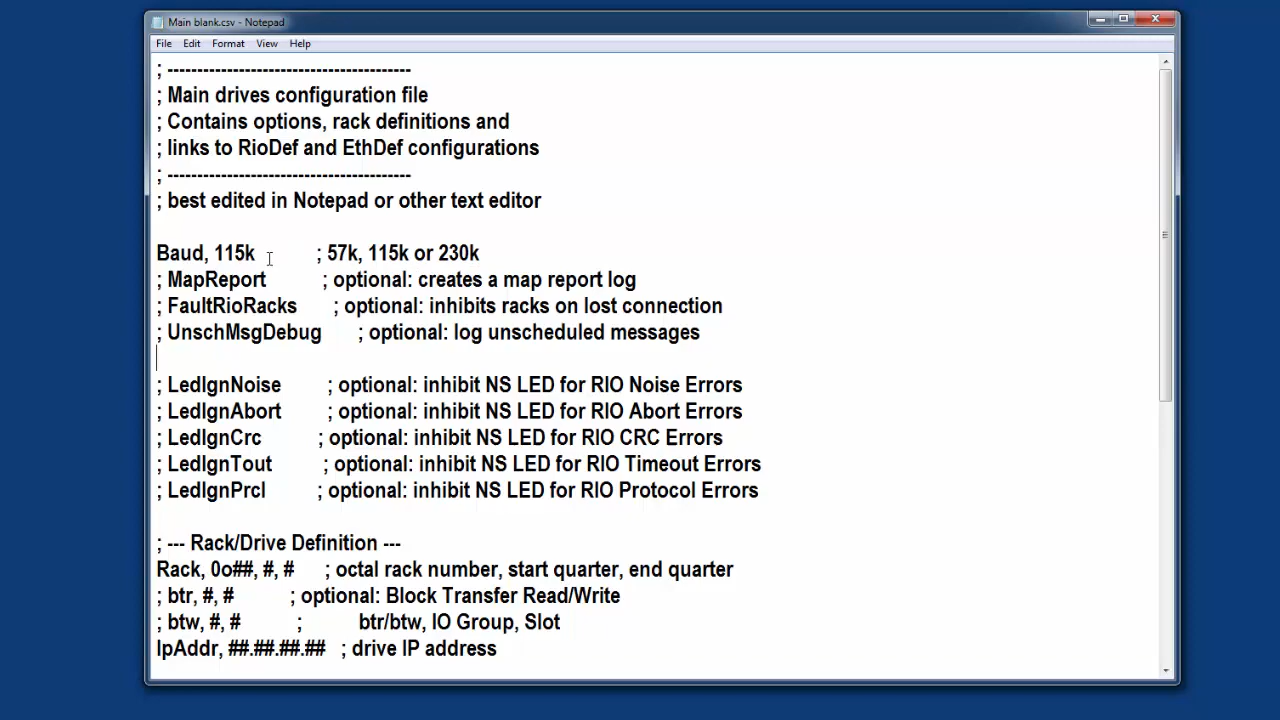 Main blank.csv - Notepad
File Edit Format View Help
; -----------------------------------------
; Main drives configuration file
; Contains options, rack definitions and
; links to RioDef and EthDef configurations
; -----------------------------------------
; best edited in Notepad or other text editor
Baud, 115k ; 57k, 115k or 230k
; MapReport ; optional: creates a map report log
; FaultRioRacks ; optional: inhibits racks on lost connection
; UnschMsgDebug ; optional: log unscheduled messages
; LedIgnNoise ; optional: inhibit NS LED for RIO Noise Errors
; LedIgnAbort ; optional: inhibit NS LED for RIO Abort Errors
; LedIgnCrc ; optional: inhibit NS LED for RIO CRC Errors
; LedIgnTout ; optional: inhibit NS LED for RIO Timeout Errors
; LedIgnPrcl ; optional: inhibit NS LED for RIO Protocol Errors
; --- Rack/Drive Definition ---
Rack, 0o##, #, # ; octal rack number, start quarter, end quarter
; btr, #, # ; optional: Block Transfer Read/Write
; btw, #, # ; btr/btw, IO Group, Slot
IpAddr, ##.##.##.## ; drive IP address